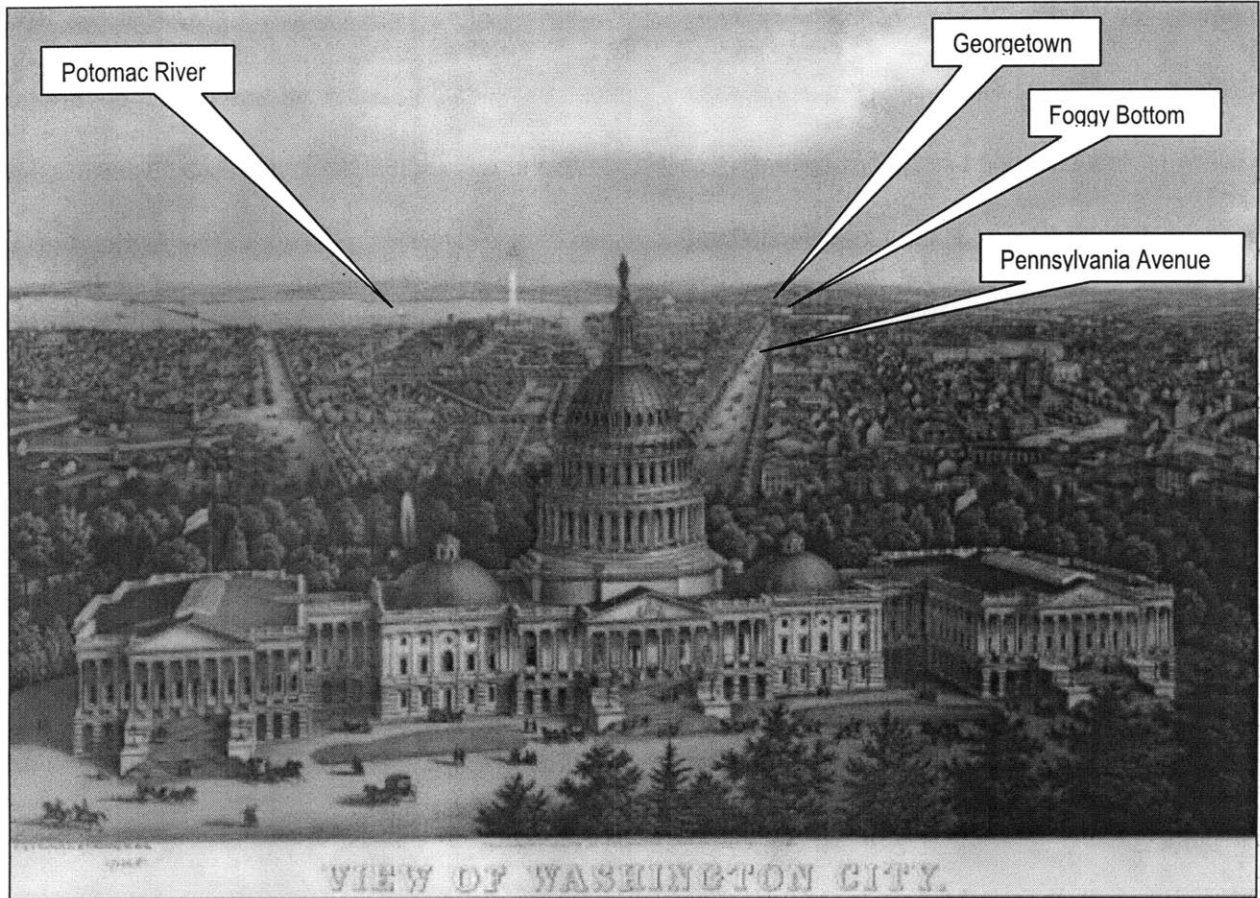 Georgetown
Potomac River
Foggy Bottom
Pennsylvania Avenue
VIEW OF WASHINGTON CITY.